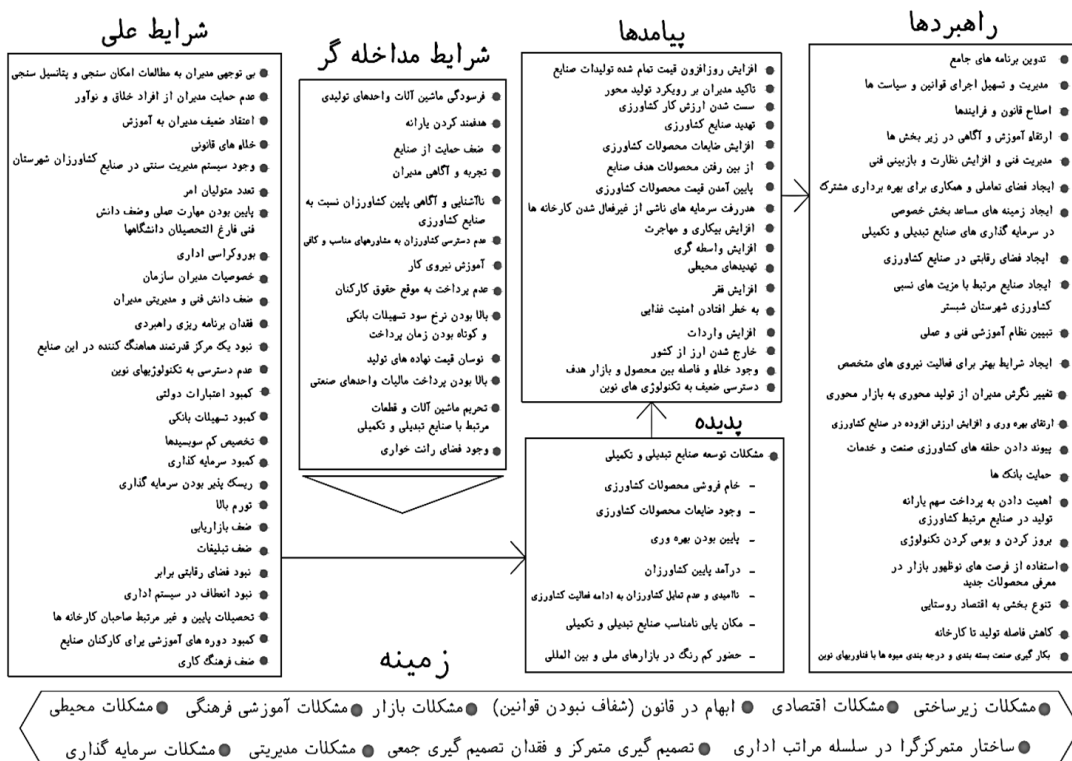 راهبردها
تدوین برنامه های جامع
مدیریت و تسهیل اجرای قوانین و سیاست ها
اصلاح قانون و فرایندها
ارتقاء آموزش و آگاهی در زیر بخش ها
مدیریت فنی و افزایش نظارت و بازبینی فنی
ایجاد فضای تعاملی و همکاری برای بهره برداری مشترک
ایجاد زمینه های مساعد بخش خصوصی
در سرمایه گذاری های صنایع تبدیلی و تکمیلی
ایجاد فضای رقابتی در صنایع کشاورزی
ایجاد صنایع مرتبط با مزیت های نسبی
کشاورزی شهرستان شبستر
تبیین نظام آموزشی فنی و عملی
ایجاد شرایط بهتر برای فعالیت نیروی های متخصص
تغییر نگرش مدیران از تولید محوری به بازار محوری
ارتقای بهره وری و افزایش ارزش افزوده در صنایع کشاورزی
پیوند دادن حلقه های کشاورزی صنعت و خدمات
حمایت بانک ها
اهمیت دادن به پرداخت سهم یارانه
تولید در صنایع مرتبط کشاورزی
بروز کردن و بومی کردن تکنولوژی
استفاده از فرصت های نوظهور بازار در
معرفی محصولات جدید
تنوع بخشی به اقتصاد روستایی
کاهش فاصله تولید تا کارخانه
بکار گیری صنعت بسته بندی و درجه بندی میوه ها با فناوریهای نوین
پیامدها
افزایش روزافزون قیمت تمام شده تولیدات صنایع
تاکید مدیران بر رویکرد تولید محور
سست شدن ارزش کار کشاورزی
تهدید صنایع کشاورزی
افزایش ضایعات محصولات کشاورزی
از بین رفتن محصولات هدف صنایع
پایین آمدن قیمت محصولات کشاورزی
هدررفت سرمایه های ناشی از غیرفعال شدن کارخانه ها
افزایش بیکاری و مهاجرت
افزایش واسطه گری
تهدیدهای محیطی
افزایش فقر
به خطر افتادن امنیت غذایی
افزایش واردات
خارج شدن ارز از کشور
وجود خلاء و فاصله بین محصول و بازار هدف
دسترسی ضعیف به تکنولوژی های نوین
پدیده
مشکلات توسعه صنایع تبدیلی و تکمیلی
- خام فروشی محصولات کشاورزی
- وجود ضایعات محصولات کشاورزی
- پایین بودن بهره وری
- درآمد پایین کشاورزان
- ناامیدی و عدم تمایل کشاورزان به ادامه فعالیت کشاورزی
- مکان یابی نامناسب صنایع تبدیلی و تکمیلی
- حضور کم رنگ در بازارهای ملی و بین المللی
شرایط مداخله گر
فرسودگی ماشین آلات واحدهای تولیدی
هدفمند کردن یارانه
ضعف حمایت از صنایع
تجربه و آگاهی مدیران
ناآشنایی و آگاهی پایین کشاورزان نسبت به
صنایع کشاورزی
عدم دسترسی کشاورزان به مشاورهای مناسب و کافی
آموزش نیروی کار
عدم پرداخت به موقع حقوق کارکنان
بالا بودن نرخ سود تسهیلات بانکی
و کوتاه بودن زمان پرداخت
نوسان قیمت نهاده های تولید
بالا بودن پرداخت مالیات واحدهای صنعتی
تحریم ماشین آلات و قطعات
مرتبط با صنایع تبدیلی و تکمیلی
وجود فضای رانت خواری
شرایط علی
بی توجهی مدیران به مطالعات امکان سنجی و پتانسیل سنجی
عدم حمایت مدیران از افراد خلاق و نوآور
اعتقاد ضعیف مدیران به آموزش
خلاء های قانونی
وجود سیستم مدیریت سنتی در صنایع کشاورزان شهرستان
تعدد متولیان امر
پایین بودن مهارت عملی وضعف دانش
فنی فارغ التحصیلان دانشگاهها
بوروکراسی اداری
خصوصیات مدیران سازمان
ضعف دانش فنی و مدیریتی مدیران
فقدان برنامه ریزی راهبردی
نبود یک مرکز قدرتمند هماهنگ کننده در این صنایع
عدم دسترسی به تکنولوژیهای نوین
کمبود اعتبارات دولتی
کمبود تسهیلات بانکی
تخصیص کم سوبسیدها
کمبود سرمایه گذاری
ریسک پذیر بودن سرمایه گذاری
تورم بالا
ضعف بازاریابی
ضعف تبلیغات
نبود فضای رقابتی برابر
نبود انعطاف در سیستم اداری
تحصیلات پایین و غیر مرتبط صاحبان کارخانه ها
کمبود دوره های آموزشی برای کارکنان صنایع
ضعف فرهنگ کاری
زمینه
مشکلات زیرساختی مشکلات اقتصادی ابهام در قانون (شفاف نبودن قوانین) مشکلات بازار مشکلات آموزشی فرهنگی مشکلات محیطی
ساختار متمرکزگرا در سلسله مراتب اداری تصمیم گیری متمرکز و فقدان تصمیم گیری جمعی مشکلات مدیریتی مشکلات سرمایه گذاری